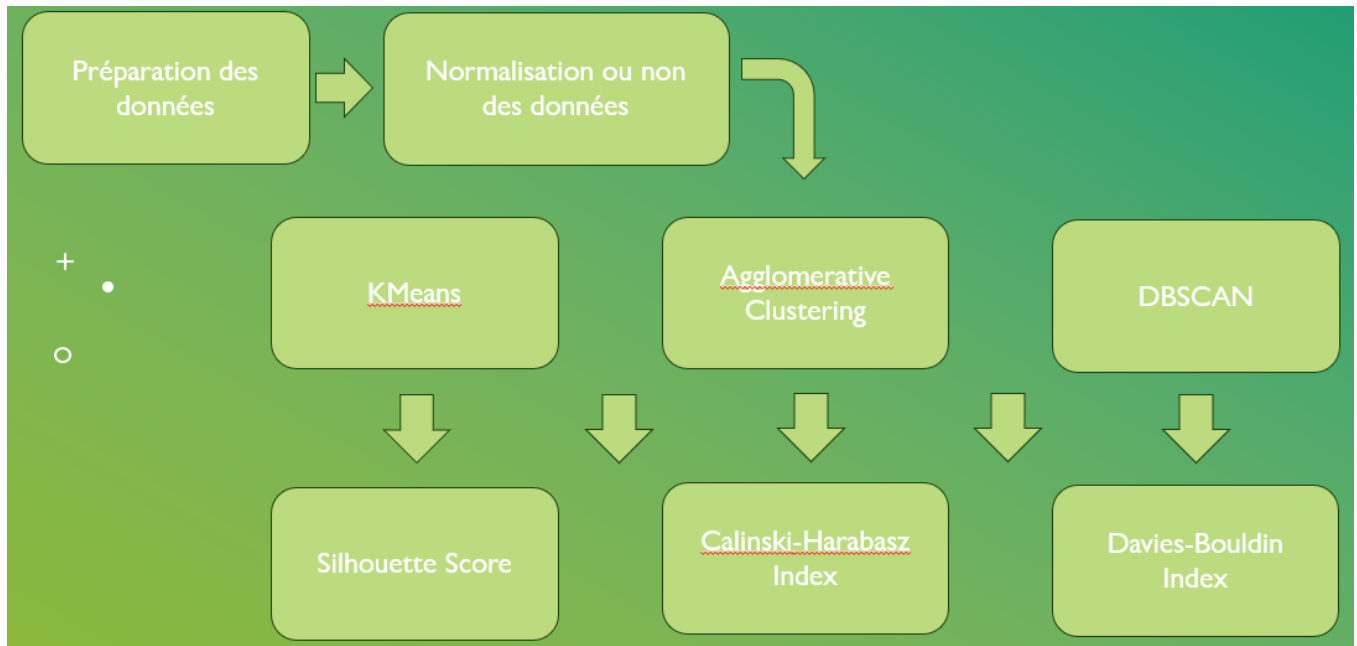 Préparation des
données
Normalisation ou non
des données
KMeans
Agglomerative
Clustering
DBSCAN
Silhouette Score
Calinski-Harabasz
Index
Davies-Bouldin
Index